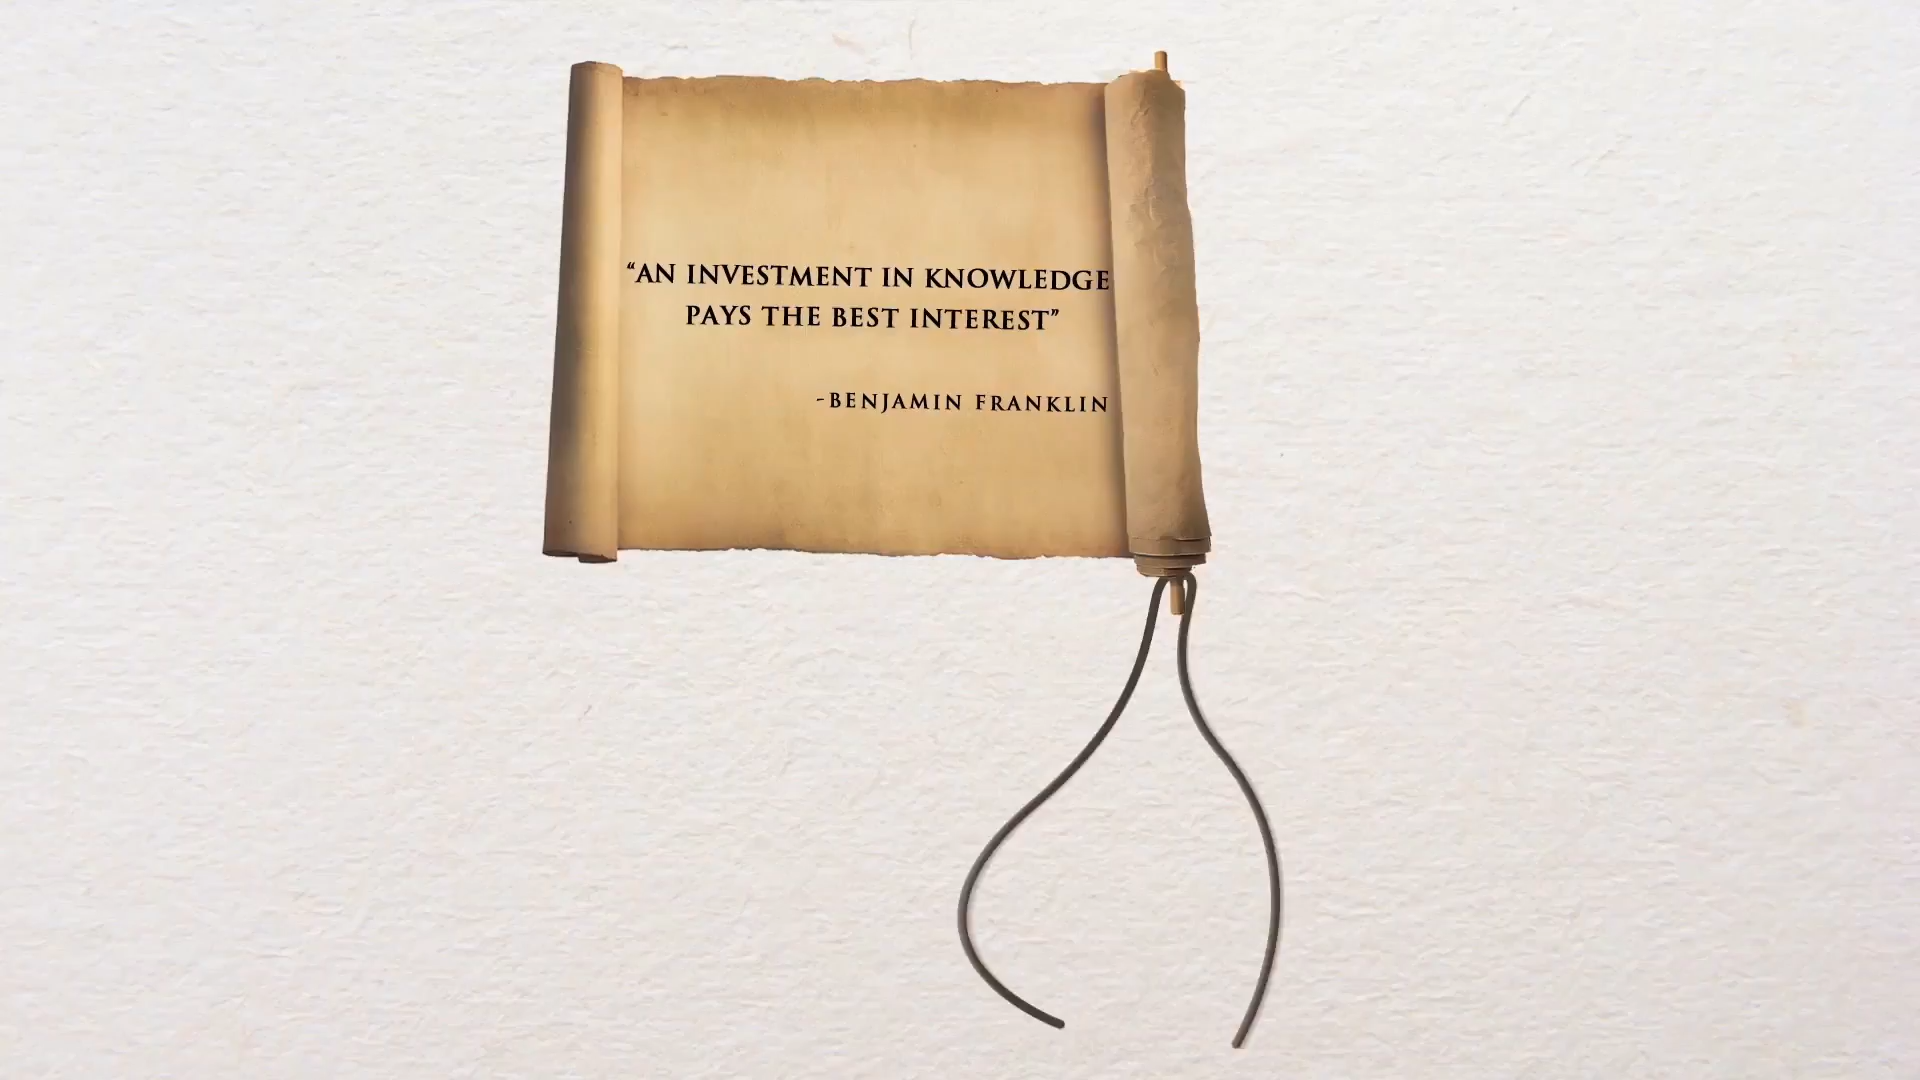 “AN INVESTMENT IN KNOWLEDGE
PAYS THE BEST INTEREST”
-BENJAMIN FRANKLIN